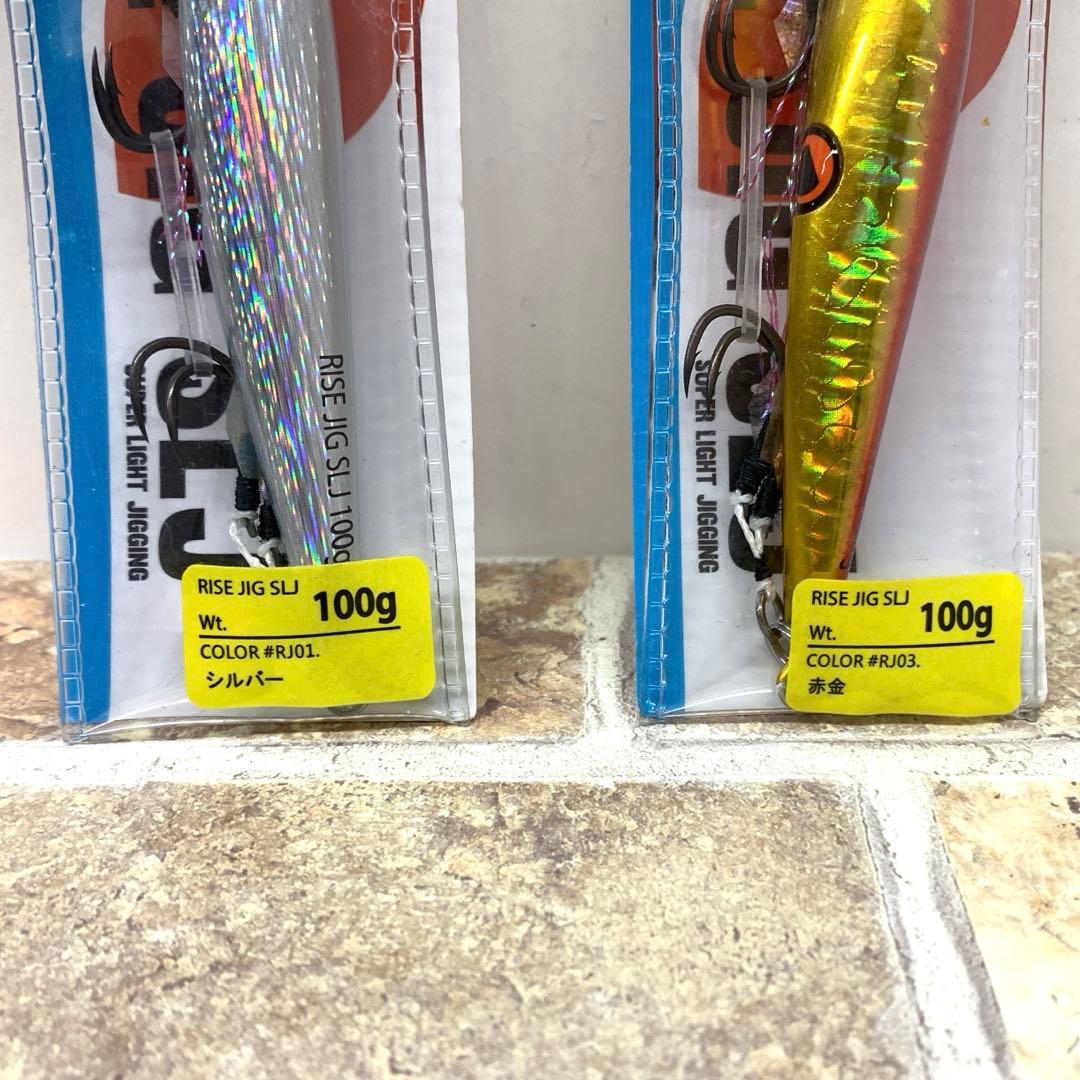 RISE JIG SLJ 100g
SLJ
SUPER LIGHT JIGGING
RISE JIG SLJ
Wt. 100g
COLOR #RJ01.
シルバー
SUPER LIGHT JIGGING
RISE JIG SLJ
Wt. 100g
COLOR #RJ03.
赤金